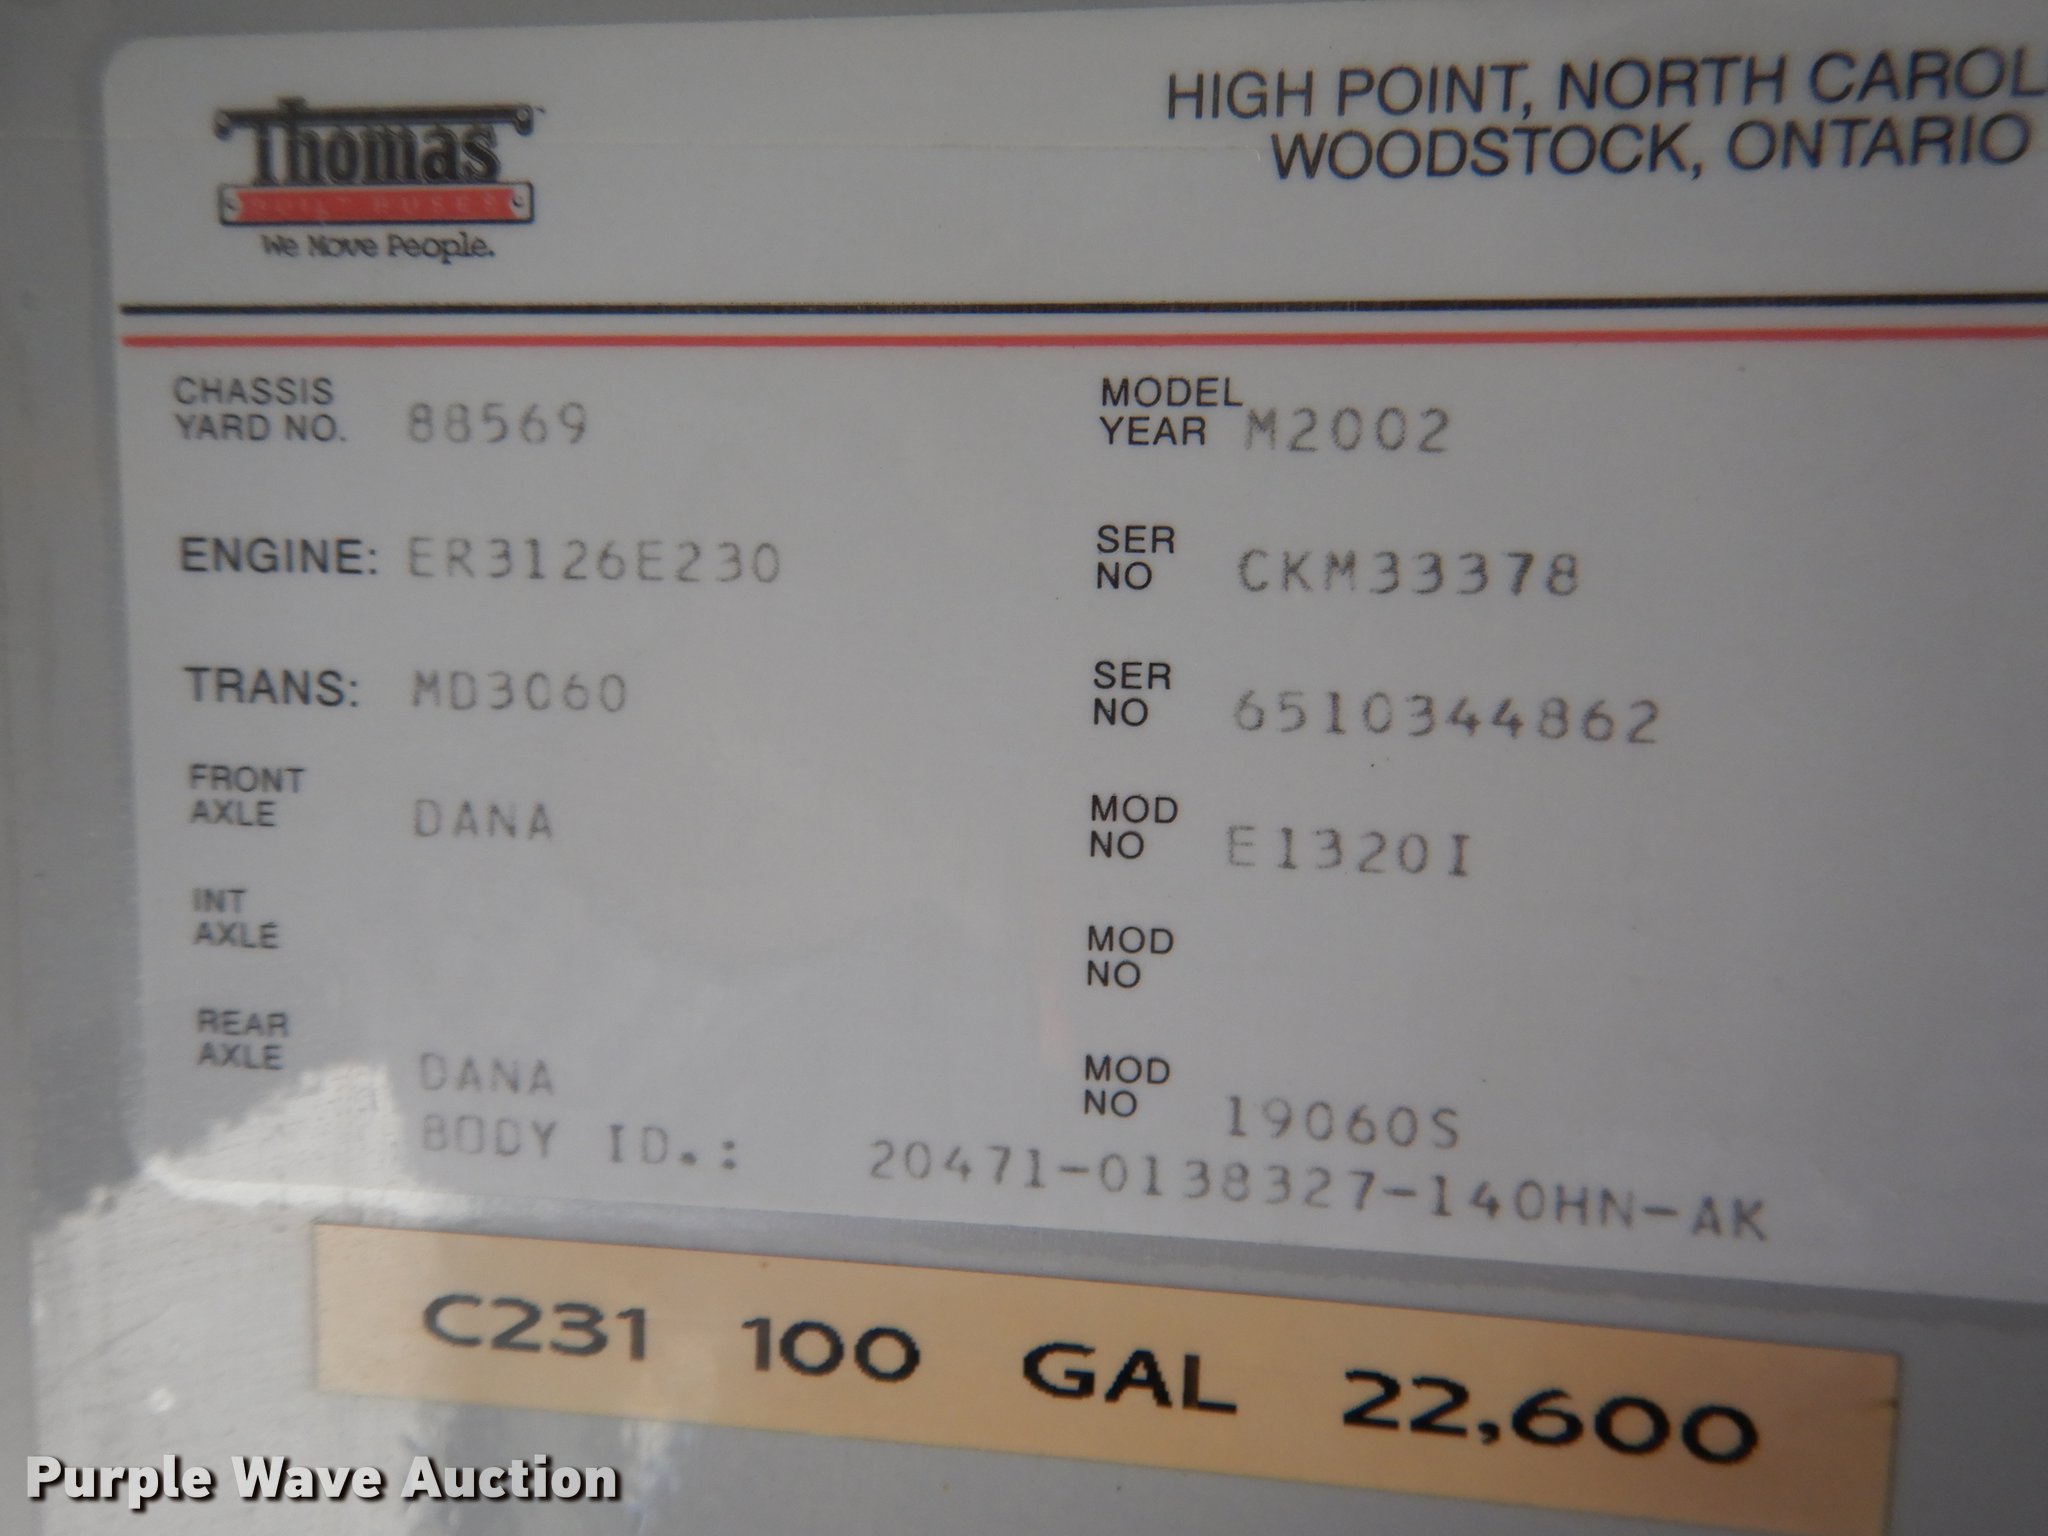 Thomas
BUILT BUSES
We Move People.
HIGH POINT, NORTH CAROL
WOODSTOCK, ONTARIO
CHASSIS
YARD NO. 88569
MODEL
YEAR M2002
ENGINE: ER3126E230
SER
NO CKM33378
TRANS: MD3060
SER
NO 6510344862
FRONT
AXLE DANA
MOD
NO E1320I
INT
AXLE
MOD
NO
REAR
AXLE DANA
MOD
NO 19060S
BODY ID.: 20471-0138327-140HN-AK
C231 100 GAL 22,600
Purple Wave Auction